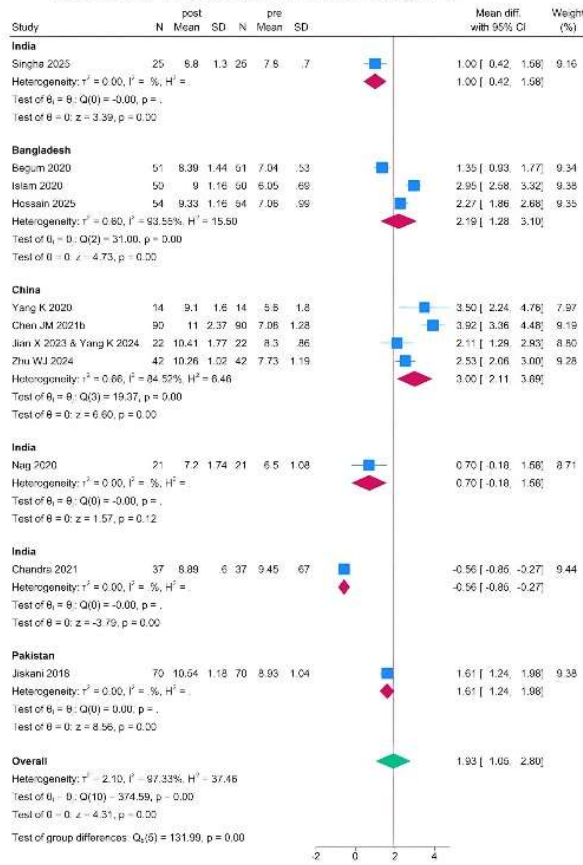 post pre Mean diff. Weight
Study N Mean SD N Mean SD with 95% CI (%)
India
Singha 2025 25 8.8 1.3 25 7.8 .7 1.00 [ 0.42, 1.58] 9.16
Heterogeneity: τ² = 0.00, I² = .%, H² = . 1.00 [ 0.42, 1.58]
Test of θᵢ = θⱼ: Q(0) = -0.00, p = .
Test of θ = 0: z = 3.39, p = 0.00
Bangladesh
Begum 2020 51 8.39 1.44 51 7.04 .53 1.35 [ 0.93, 1.77] 9.34
Islam 2020 50 9 1.16 50 6.05 .69 2.95 [ 2.58, 3.32] 9.38
Hossain 2025 54 9.33 1.16 54 7.06 .99 2.27 [ 1.86, 2.68] 9.35
Heterogeneity: τ² = 0.60, I² = 93.55%, H² = 15.50 2.19 [ 1.28, 3.10]
Test of θᵢ = θⱼ: Q(2) = 31.00, p = 0.00
Test of θ = 0: z = 4.73, p = 0.00
China
Yang K 2020 14 9.1 1.6 14 5.6 1.8 3.50 [ 2.24, 4.76] 7.97
Chen JM 2021b 90 11 2.37 90 7.08 1.28 3.92 [ 3.36, 4.48] 9.19
Jian X 2023 & Yang K 2024 22 10.41 1.77 22 8.3 .86 2.11 [ 1.29, 2.93] 8.80
Zhu WJ 2024 42 10.26 1.02 42 7.73 1.19 2.53 [ 2.06, 3.00] 9.28
Heterogeneity: τ² = 0.66, I² = 84.52%, H² = 6.46 3.00 [ 2.11, 3.89]
Test of θᵢ = θⱼ: Q(3) = 19.37, p = 0.00
Test of θ = 0: z = 6.60, p = 0.00
India
Nag 2020 21 7.2 1.74 21 6.5 1.08 0.70 [ -0.18, 1.58] 8.71
Heterogeneity: τ² = 0.00, I² = .%, H² = . 0.70 [ -0.18, 1.58]
Test of θᵢ = θⱼ: Q(0) = -0.00, p = .
Test of θ = 0: z = 1.57, p = 0.12
India
Chandra 2021 37 8.89 .6 37 9.45 .67 -0.56 [ -0.85, -0.27] 9.44
Heterogeneity: τ² = 0.00, I² = .%, H² = . -0.56 [ -0.85, -0.27]
Test of θᵢ = θⱼ: Q(0) = -0.00, p = .
Test of θ = 0: z = -3.79, p = 0.00
Pakistan
Jiskani 2018 70 10.54 1.18 70 8.93 1.04 1.61 [ 1.24, 1.98] 9.38
Heterogeneity: τ² = 0.00, I² = .%, H² = . 1.61 [ 1.24, 1.98]
Test of θᵢ = θⱼ: Q(0) = 0.00, p = .
Test of θ = 0: z = 8.56, p = 0.00
Overall 1.93 [ 1.05, 2.80]
Heterogeneity: τ² = 2.10, I² = 97.33%, H² = 37.46
Test of θᵢ = θⱼ: Q(10) = 374.59, p = 0.00
Test of θ = 0: z = 4.31, p = 0.00
Test of group differences: Q_b(5) = 131.99, p = 0.00
-2 0 2 4